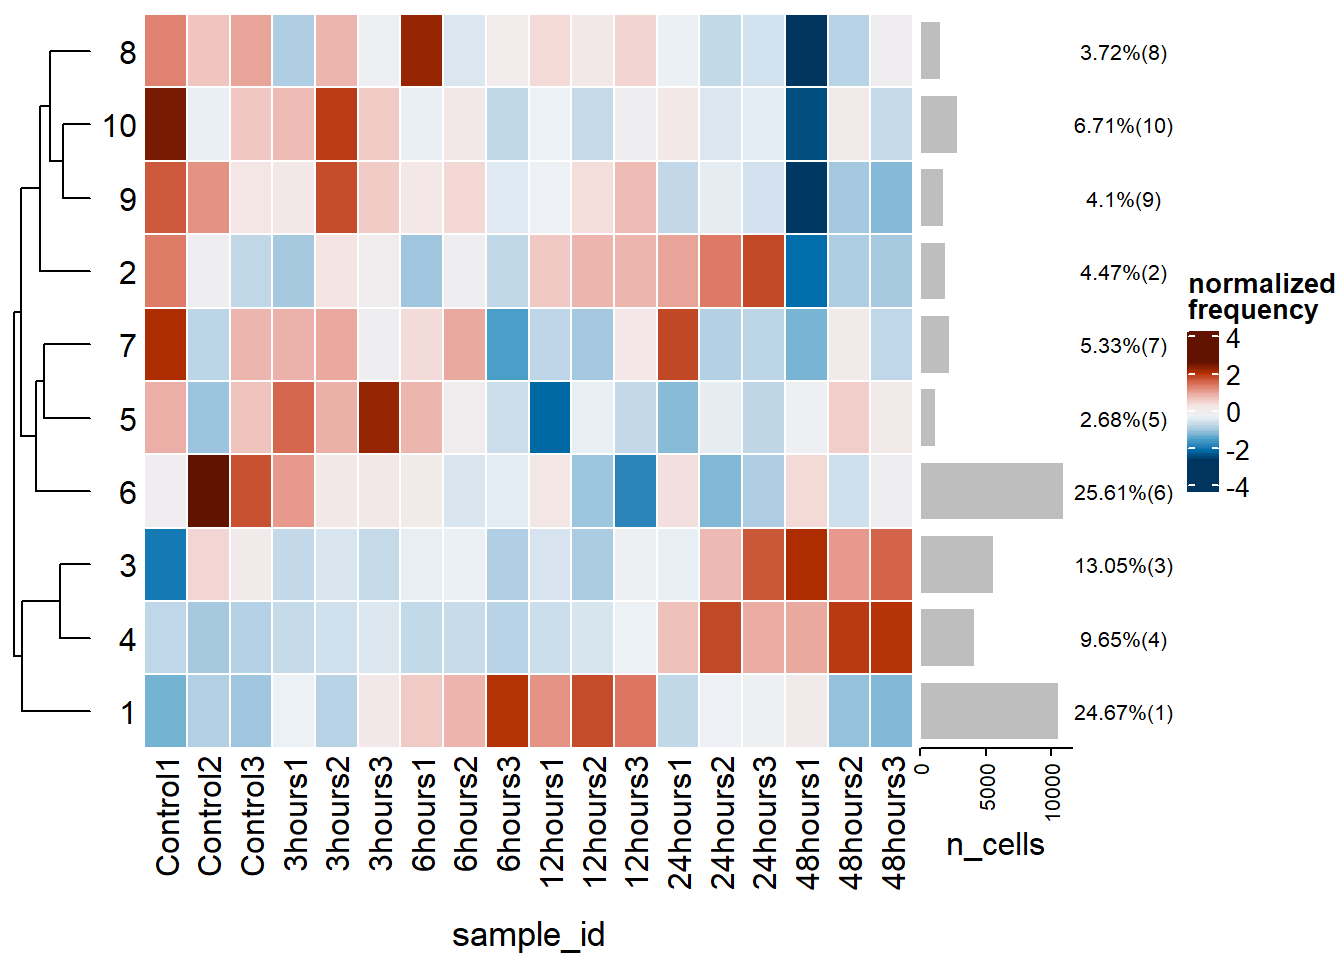 8
3.72%(8)
10
6.71%(10)
9
4.1%(9)
2
4.47%(2)
7
5.33%(7)
5
2.68%(5)
6
25.61%(6)
3
13.05%(3)
4
9.65%(4)
1
24.67%(1)
normalized
frequency
4
2
0
-2
-4
Control1
Control2
Control3
3hours1
3hours2
3hours3
6hours1
6hours2
6hours3
12hours1
12hours2
12hours3
24hours1
24hours2
24hours3
48hours1
48hours2
48hours3
0
5000
10000
n_cells
sample_id